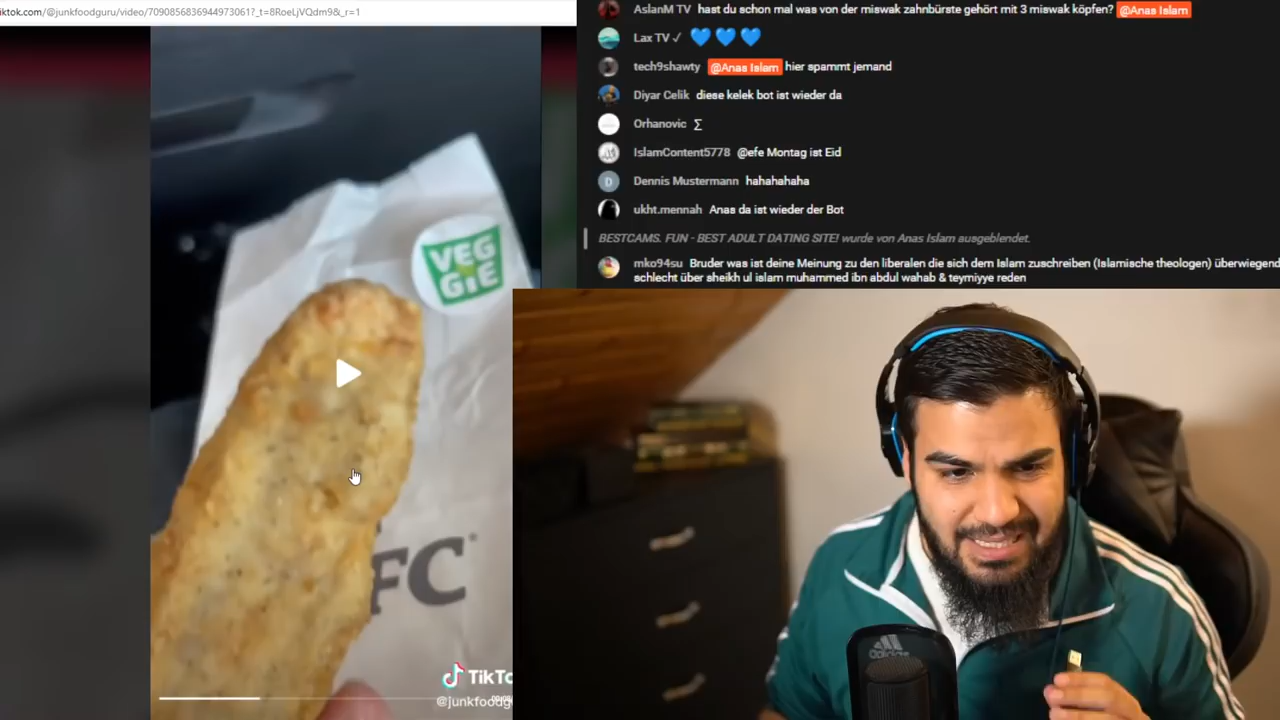 iktok.com/@junkfoodguru/video/7090856836944973061?_t=8RoeLjVQdm9&_r=1
VEG
GIE
FC
TikTo
@junkfoodg
AslanM TV hast du schon mal was von der miswak zahnbürste gehört mit 3 miswak köpfen? @Anas Islam
Lax TV ✓ 💙💙💙
tech9shawty @Anas Islam hier spammt jemand
Diyar Celik diese kelek bot ist wieder da
Orhanovic ∑
IslamContent5778 @efe Montag ist Eid
D Dennis Mustermann hahahahaha
ukht.mennah Anas da ist wieder der Bot
BESTCAMS. FUN - BEST ADULT DATING SITE! wurde von Anas Islam ausgeblendet.
mko94su Bruder was ist deine Meinung zu den liberalen die sich dem Islam zuschreiben (Islamische theologen) überwiegend
schlecht über sheikh ul islam muhammed ibn abdul wahab & teymiyye reden
adidas